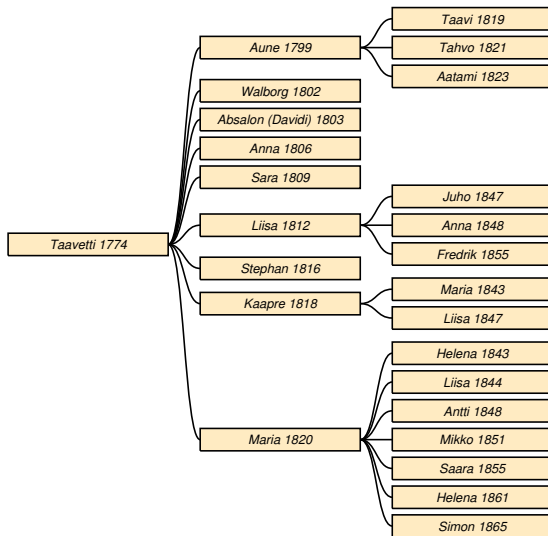 Taavetti 1774
Aune 1799
Taavi 1819
Tahvo 1821
Aatami 1823
Walborg 1802
Absalon (Davidi) 1803
Anna 1806
Sara 1809
Liisa 1812
Juho 1847
Anna 1848
Fredrik 1855
Stephan 1816
Kaapre 1818
Maria 1843
Liisa 1847
Maria 1820
Helena 1843
Liisa 1844
Antti 1848
Mikko 1851
Saara 1855
Helena 1861
Simon 1865